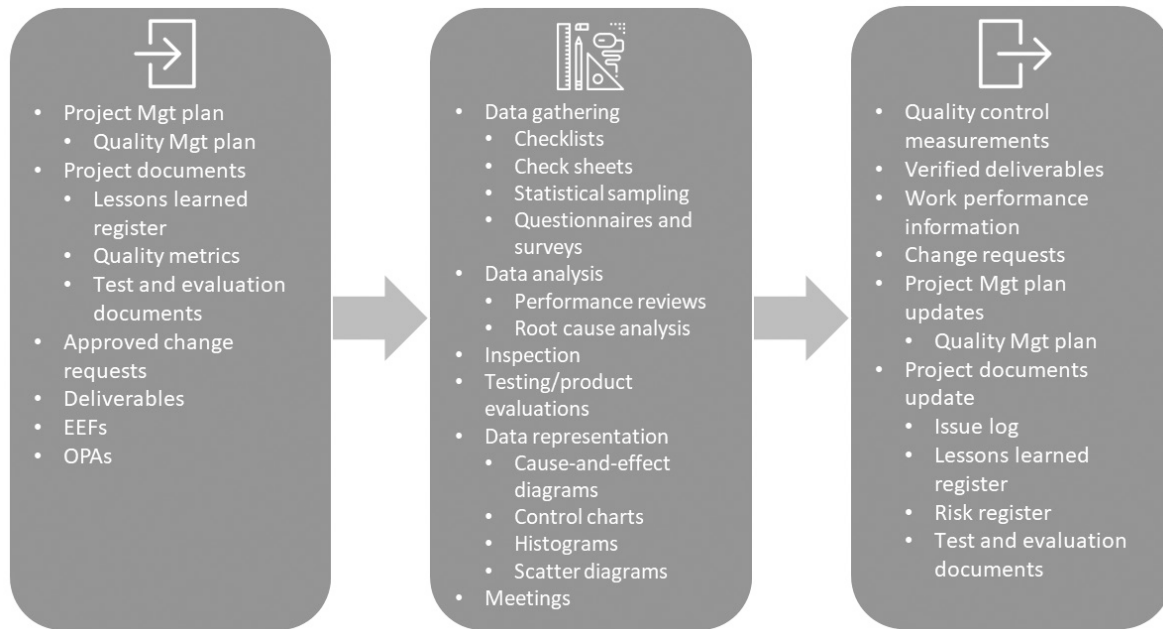 • Project Mgt plan
• Quality Mgt plan
• Project documents
• Lessons learned
register
• Quality metrics
• Test and evaluation
documents
• Approved change
requests
• Deliverables
• EEFs
• OPAs
• Data gathering
• Checklists
• Check sheets
• Statistical sampling
• Questionnaires and
surveys
• Data analysis
• Performance reviews
• Root cause analysis
• Inspection
• Testing/product
evaluations
• Data representation
• Cause-and-effect
diagrams
• Control charts
• Histograms
• Scatter diagrams
• Meetings
• Quality control
measurements
• Verified deliverables
• Work performance
information
• Change requests
• Project Mgt plan
updates
• Quality Mgt plan
• Project documents
update
• Issue log
• Lessons learned
register
• Risk register
• Test and evaluation
documents